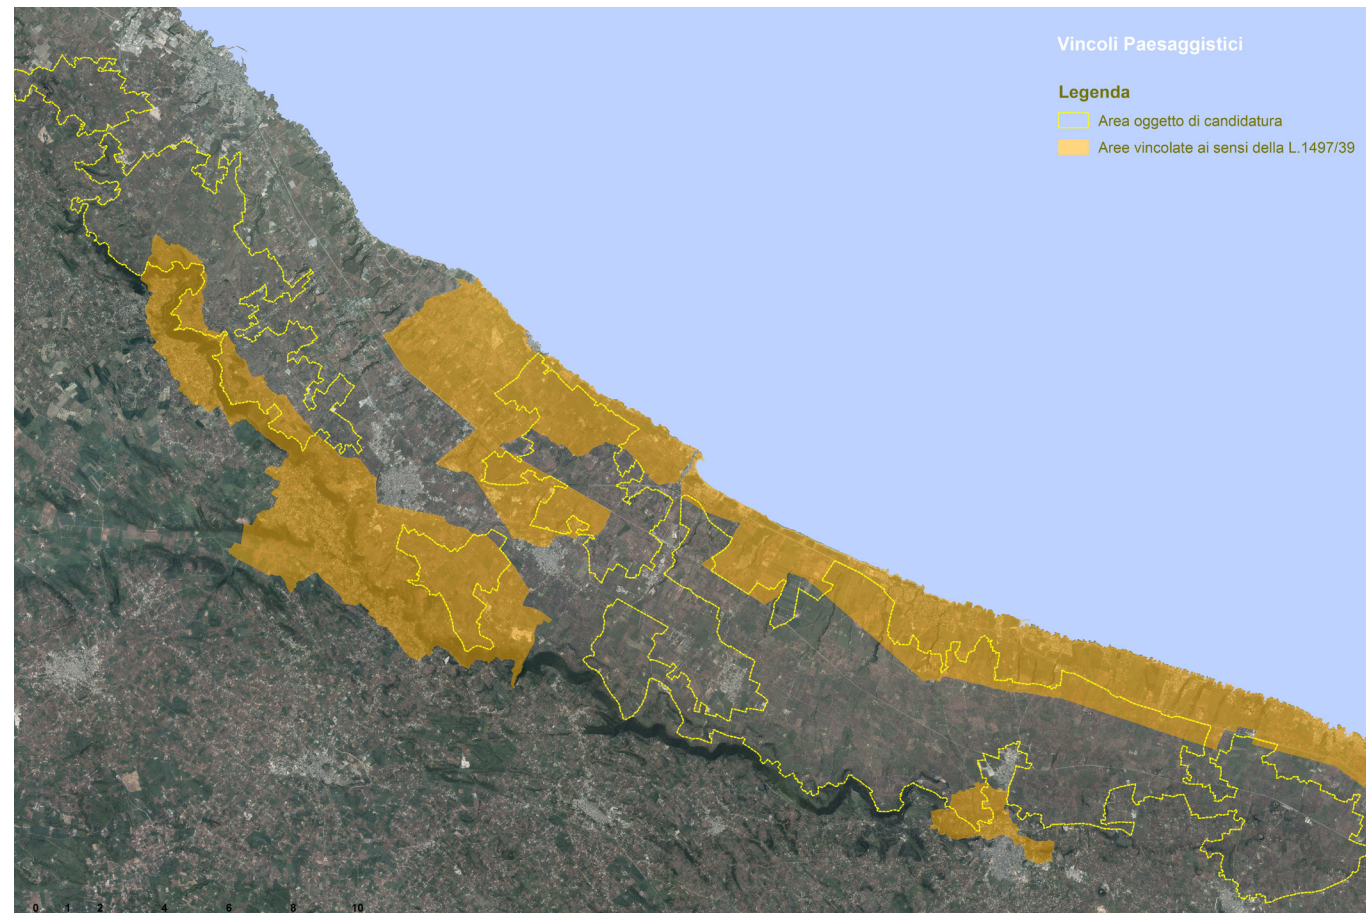 Vincoli Paesaggistici
Legenda
Area oggetto di candidatura
Aree vincolate ai sensi della L.1497/39
0 1 2 4 6 8 10